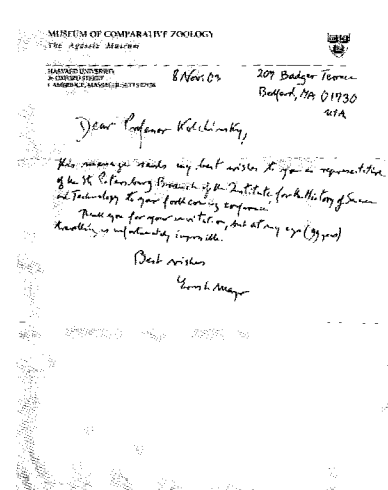 MUSEUM OF COMPARATIVE ZOOLOGY
The Agassiz Museum
HARVARD UNIVERSITY
26 OXFORD STREET
CAMBRIDGE, MASSACHUSETTS 02138
8 Nov. 03
207 Badger Terrace
Bedford, MA 01730
USA
Dear Professor Kolchinsky,
this message sends my best wishes to you as representative
of the St. Petersburg Branch of the Institute for the History of Science
and Technology to your forthcoming conference.
Thank you for your invitation, but at my age (99 years)
travelling is unfortunately impossible.
Best wishes
Ernst Mayr